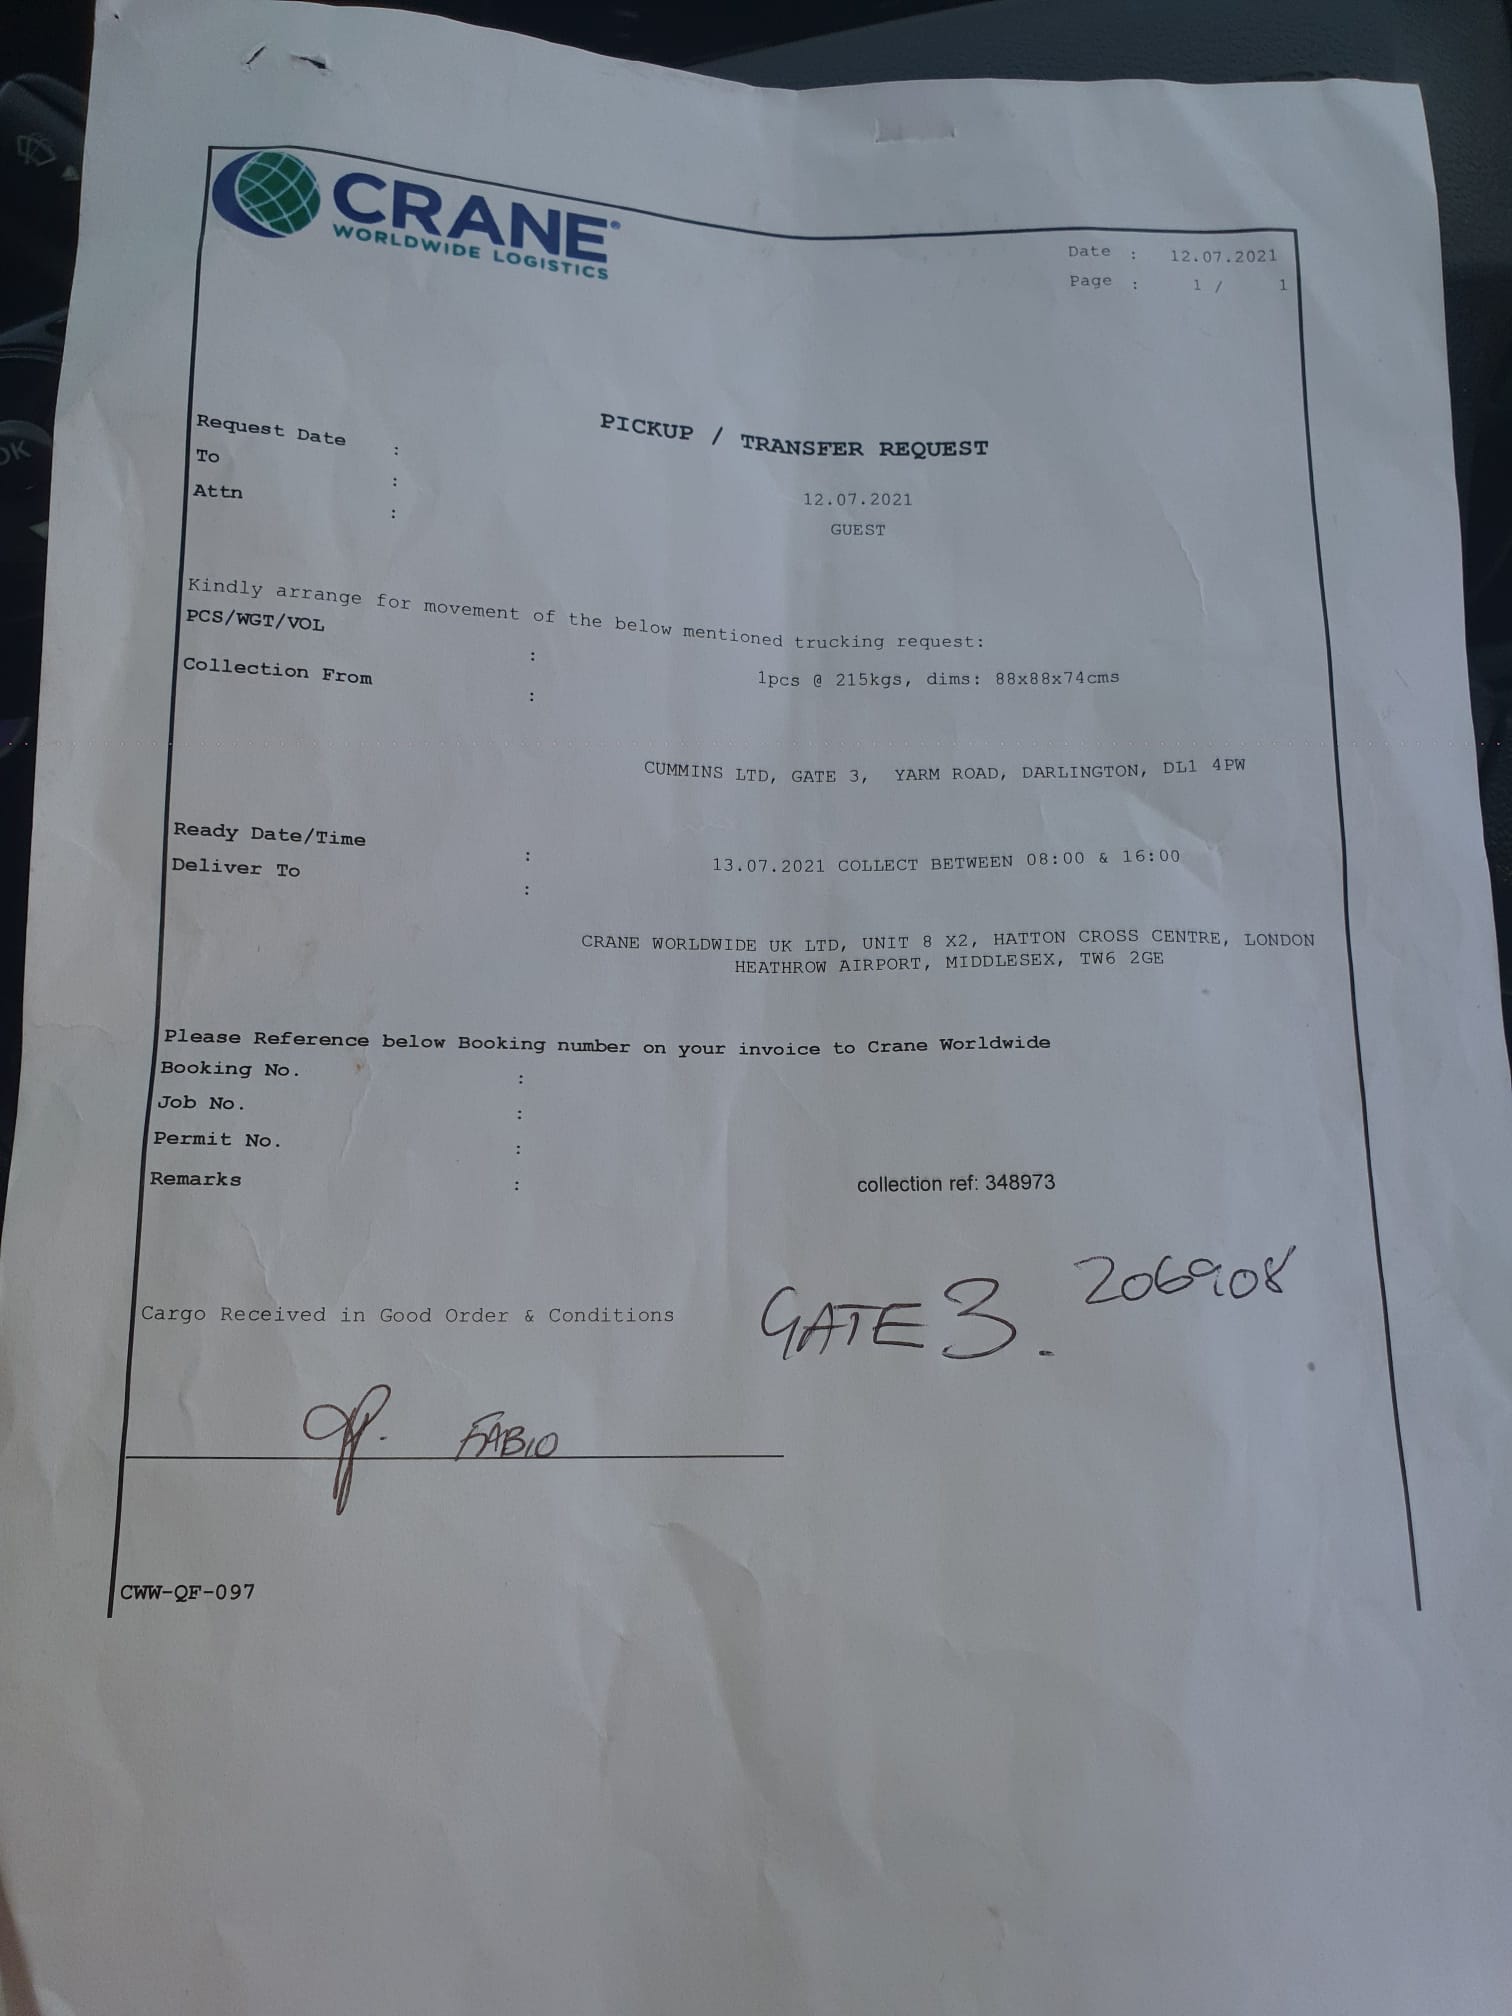 CRANE®
WORLDWIDE LOGISTICS
Date : 12.07.2021
Page : 1 / 1
PICKUP / TRANSFER REQUEST
Request Date : 12.07.2021
To : GUEST
Attn :
Kindly arrange for movement of the below mentioned trucking request:
PCS/WGT/VOL : 1pcs @ 215kgs, dims: 88x88x74cms
Collection From :
CUMMINS LTD, GATE 3, YARM ROAD, DARLINGTON, DL1 4PW
Ready Date/Time : 13.07.2021 COLLECT BETWEEN 08:00 & 16:00
Deliver To :
CRANE WORLDWIDE UK LTD, UNIT 8 X2, HATTON CROSS CENTRE, LONDON
HEATHROW AIRPORT, MIDDLESEX, TW6 2GE
Please Reference below Booking number on your invoice to Crane Worldwide
Booking No. :
Job No. :
Permit No. :
Remarks : collection ref: 348973
GATE 3. 206908
Cargo Received in Good Order & Conditions
FABIO
CWW-QF-097
OK